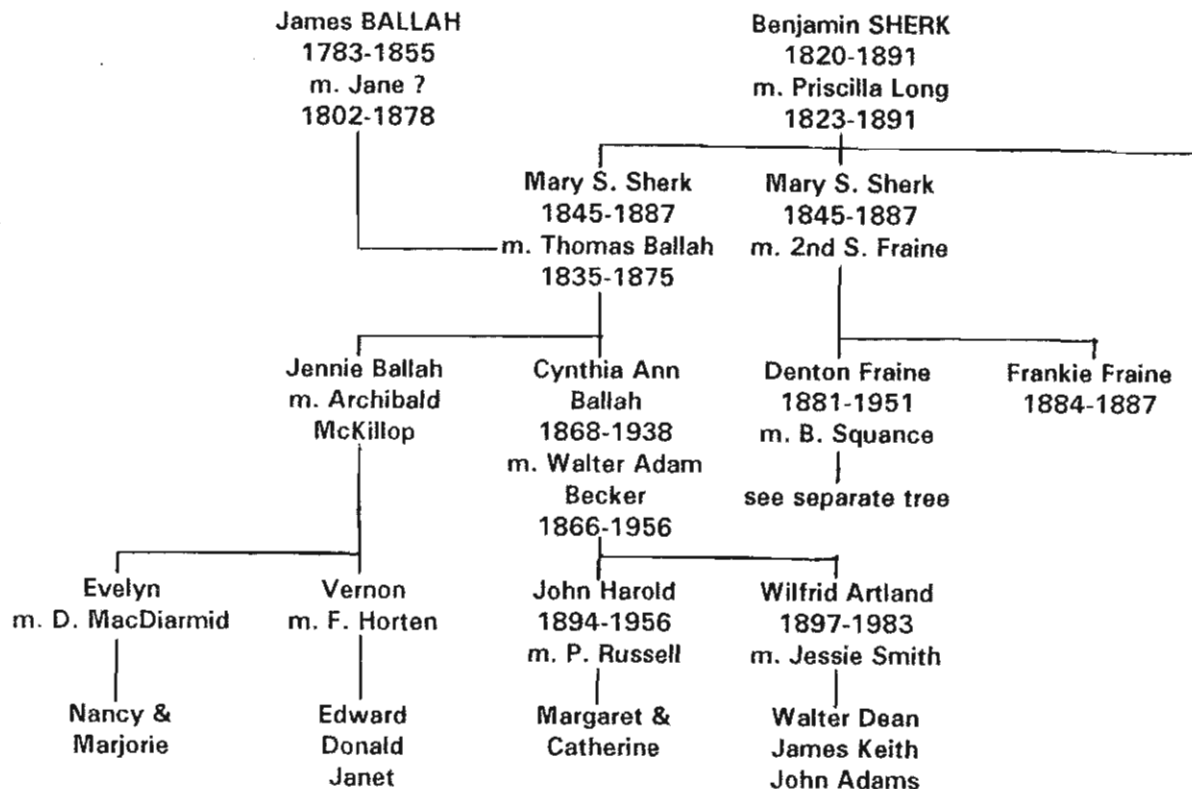 James BALLAH
1783-1855
m. Jane ?
1802-1878
Benjamin SHERK
1820-1891
m. Priscilla Long
1823-1891
Mary S. Sherk
1845-1887
m. Thomas Ballah
1835-1875
Mary S. Sherk
1845-1887
m. 2nd S. Fraine
Jennie Ballah
m. Archibald
McKillop
Cynthia Ann
Ballah
1868-1938
m. Walter Adam
Becker
1866-1956
Denton Fraine
1881-1951
m. B. Squance
see separate tree
Frankie Fraine
1884-1887
Evelyn
m. D. MacDiarmid
Vernon
m. F. Horten
John Harold
1894-1956
m. P. Russell
Wilfrid Artland
1897-1983
m. Jessie Smith
Nancy &
Marjorie
Edward
Donald
Janet
Margaret &
Catherine
Walter Dean
James Keith
John Adams